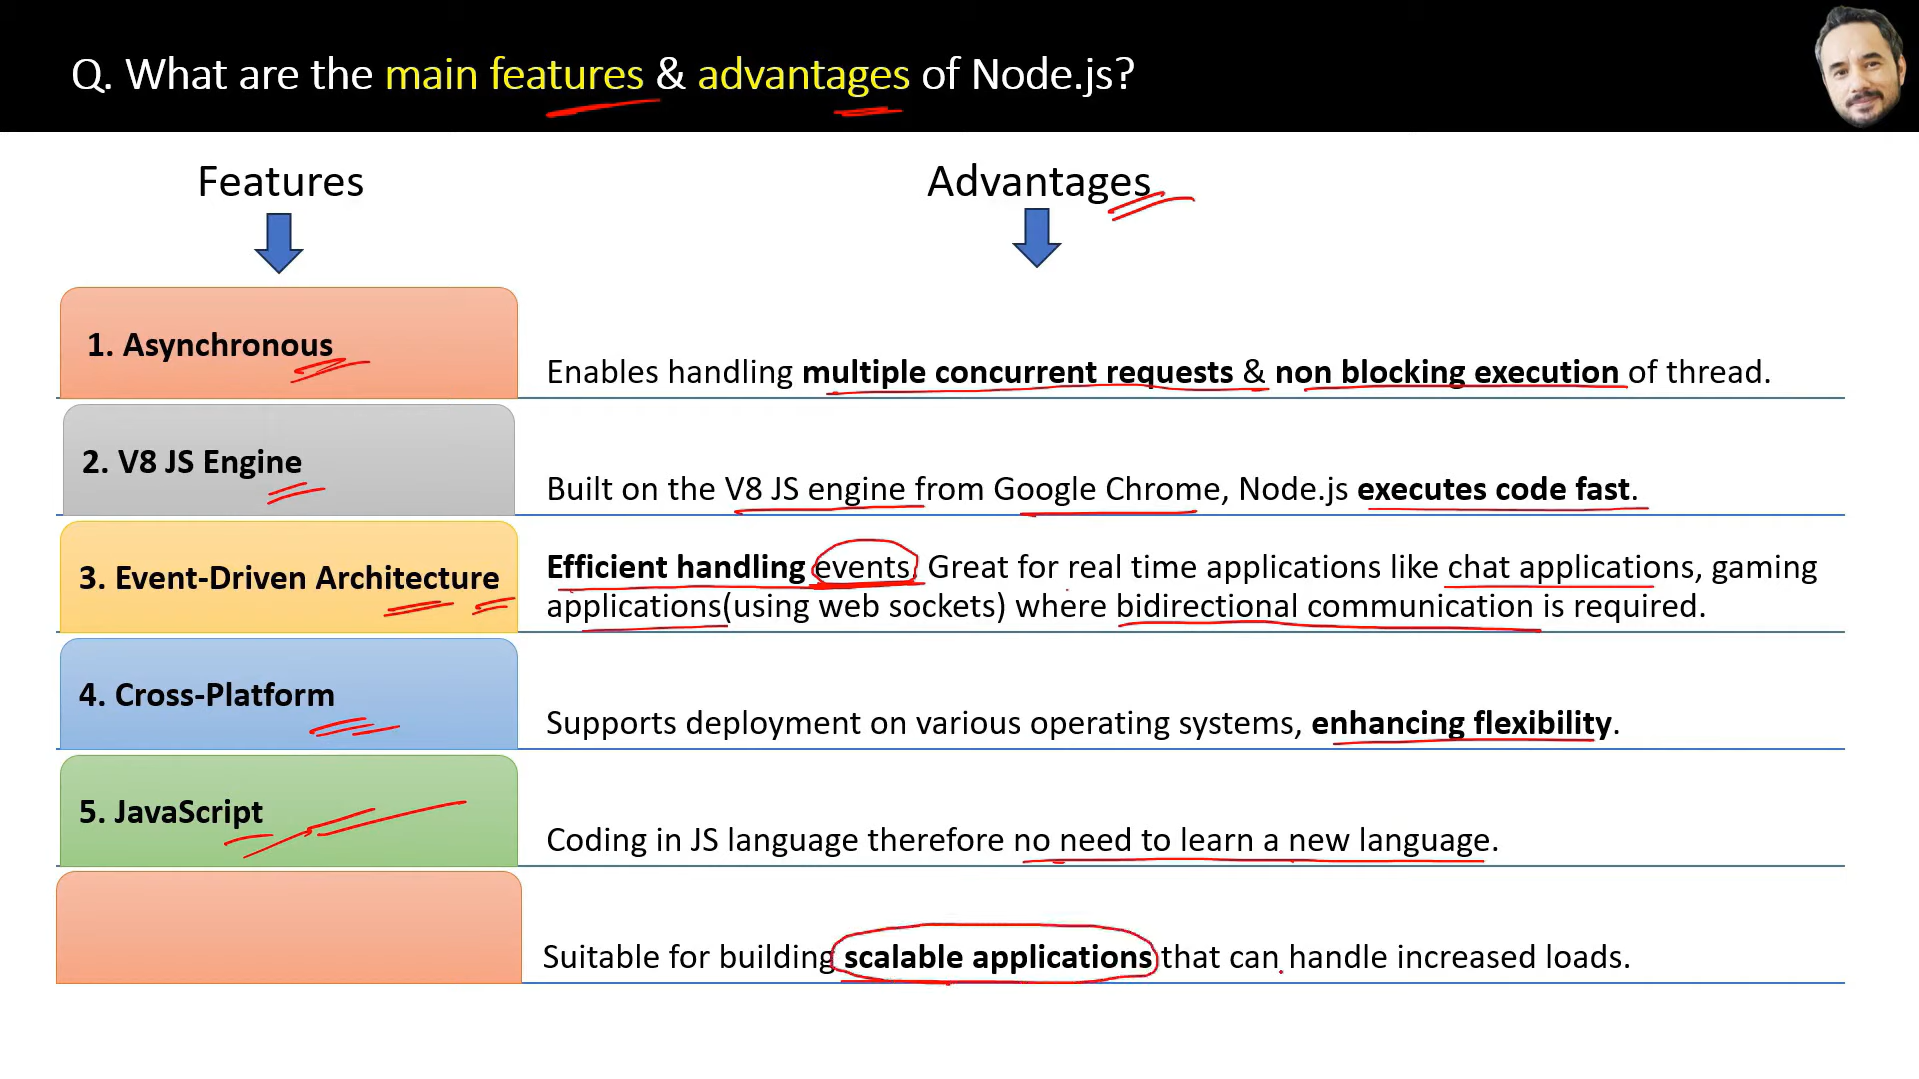 Q. What are the main features & advantages of Node.js?
Features
Advantages
1. Asynchronous
Enables handling multiple concurrent requests & non blocking execution of thread.
2. V8 JS Engine
Built on the V8 JS engine from Google Chrome, Node.js executes code fast.
3. Event-Driven Architecture
Efficient handling events. Great for real time applications like chat applications, gaming
applications(using web sockets) where bidirectional communication is required.
4. Cross-Platform
Supports deployment on various operating systems, enhancing flexibility.
5. JavaScript
Coding in JS language therefore no need to learn a new language.
Suitable for building scalable applications that can handle increased loads.